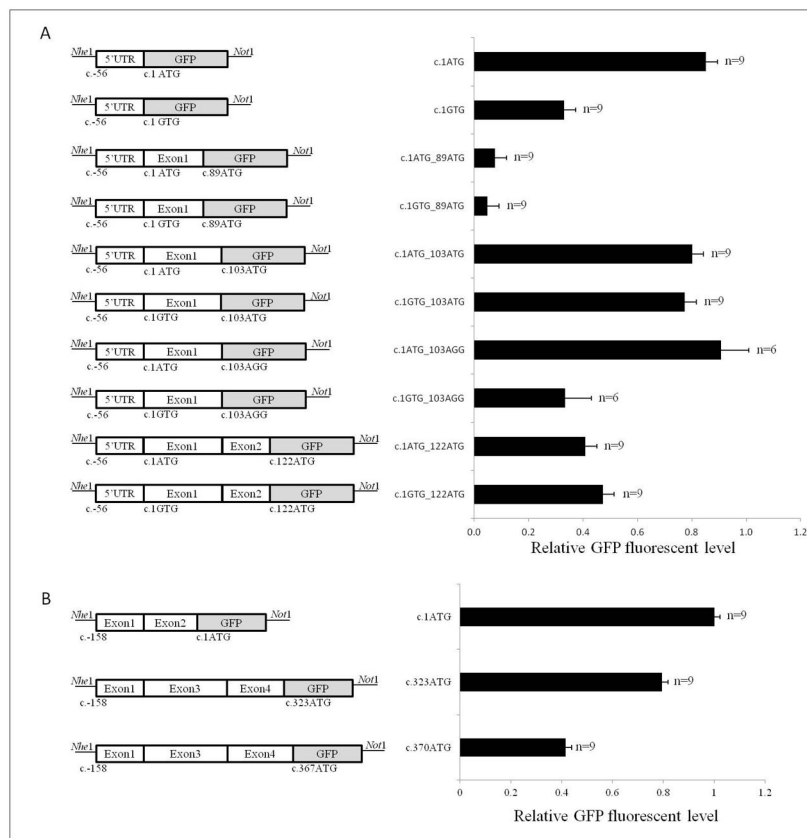 A
Nhe1 5'UTR GFP Not1
c.-56 c.1 ATG
Nhe1 5'UTR GFP Not1
c.-56 c.1 GTG
Nhe1 5'UTR Exon1 GFP Not1
c.-56 c.1 ATG c.89ATG
Nhe1 5'UTR Exon1 GFP Not1
c.-56 c.1 GTG c.89ATG
Nhe1 5'UTR Exon1 GFP Not1
c.-56 c.1 ATG c.103ATG
Nhe1 5'UTR Exon1 GFP Not1
c.-56 c.1GTG c.103ATG
Nhe1 5'UTR Exon1 GFP Not1
c.-56 c.1ATG c.103AGG
Nhe1 5'UTR Exon1 GFP Not1
c.-56 c.1GTG c.103AGG
Nhe1 5'UTR Exon1 Exon2 GFP Not1
c.-56 c.1ATG c.122ATG
Nhe1 5'UTR Exon1 Exon2 GFP Not1
c.-56 c.1GTG c.122ATG
c.1ATG n=9
c.1GTG n=9
c.1ATG_89ATG n=9
c.1GTG_89ATG n=9
c.1ATG_103ATG n=9
c.1GTG_103ATG n=9
c.1ATG_103AGG n=6
c.1GTG_103AGG n=6
c.1ATG_122ATG n=9
c.1GTG_122ATG n=9
0.0 0.2 0.4 0.6 0.8 1.0 1.2
Relative GFP fluorescent level
B
Nhe1 Exon1 Exon2 GFP Not1
c.-158 c.1ATG
Nhe1 Exon1 Exon3 Exon4 GFP Not1
c.-158 c.323ATG
Nhe1 Exon1 Exon3 Exon4 GFP Not1
c.-158 c.367ATG
c.1ATG n=9
c.323ATG n=9
c.370ATG n=9
0 0.2 0.4 0.6 0.8 1 1.2
Relative GFP fluorescent level